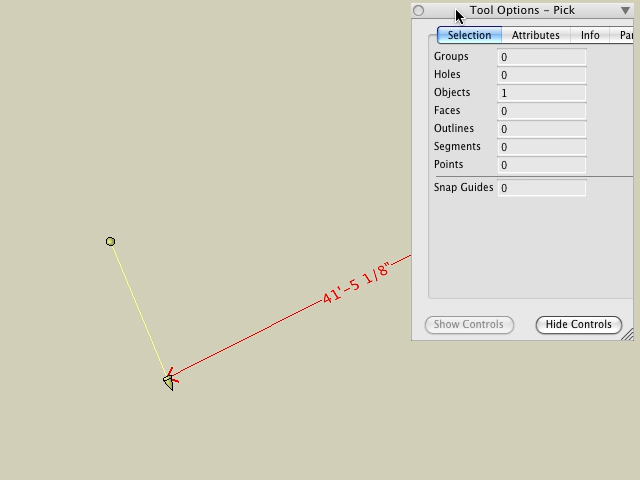 Tool Options – Pick
Selection Attributes Info Par
Groups 0
Holes 0
Objects 1
Faces 0
Outlines 0
Segments 0
Points 0
Snap Guides 0
41'–5 1/8"
Show Controls Hide Controls